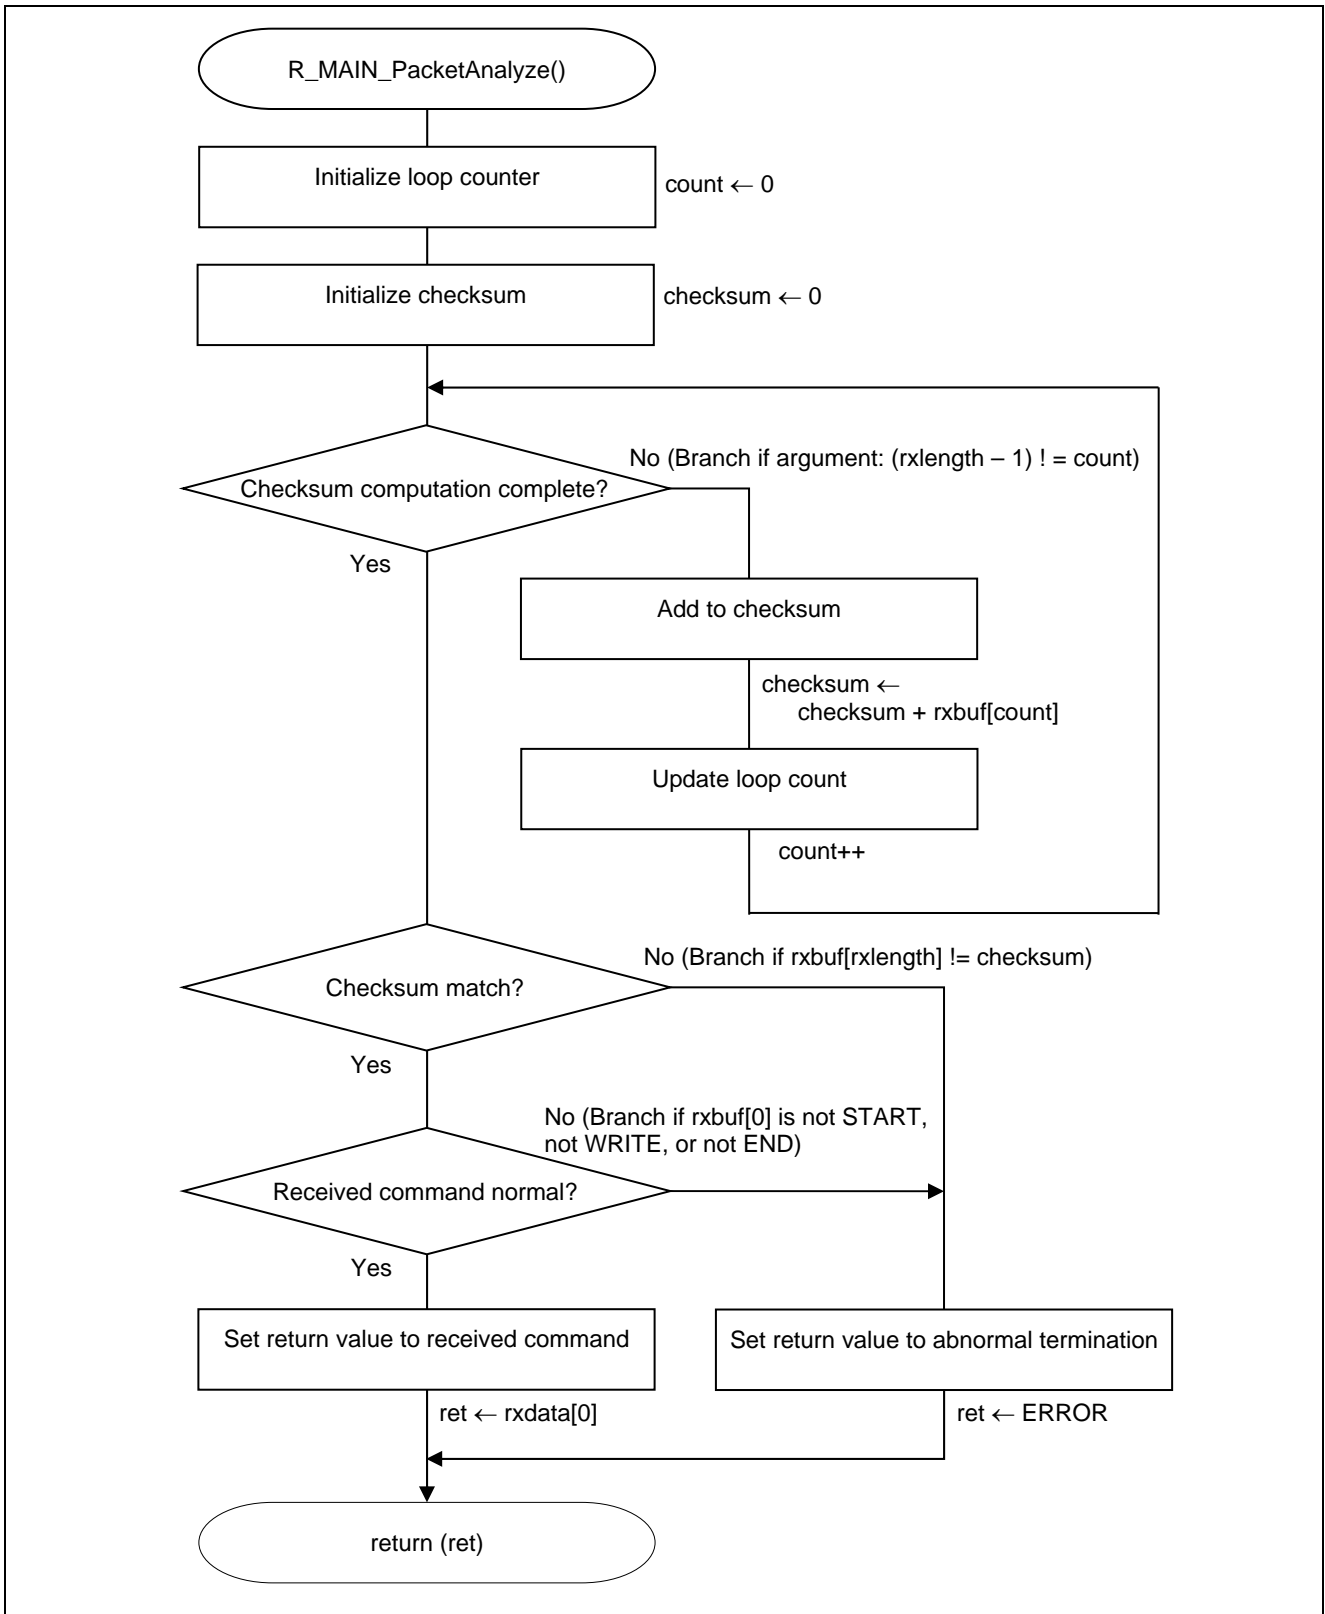 R_MAIN_PacketAnalyze()
Initialize loop counter
count ← 0
Initialize checksum
checksum ← 0
No (Branch if argument: (rxlength – 1) ! = count)
Checksum computation complete?
Yes
Add to checksum
checksum ←
checksum + rxbuf[count]
Update loop count
count++
No (Branch if rxbuf[rxlength] != checksum)
Checksum match?
Yes
No (Branch if rxbuf[0] is not START,
not WRITE, or not END)
Received command normal?
Yes
Set return value to received command
Set return value to abnormal termination
ret ← rxdata[0]
ret ← ERROR
return (ret)